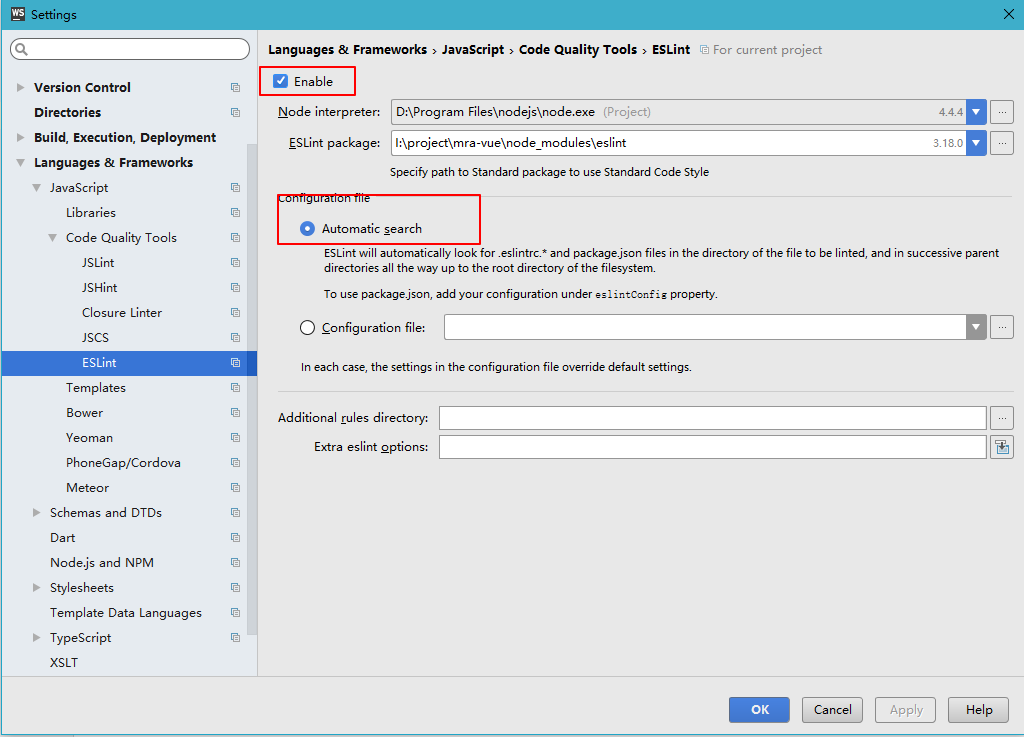 WS Settings
Languages & Frameworks › JavaScript › Code Quality Tools › ESLint For current project
Version Control
Directories
Build, Execution, Deployment
Languages & Frameworks
JavaScript
Libraries
Code Quality Tools
JSLint
JSHint
Closure Linter
JSCS
ESLint
Templates
Bower
Yeoman
PhoneGap/Cordova
Meteor
Schemas and DTDs
Dart
Node.js and NPM
Stylesheets
Template Data Languages
TypeScript
XSLT
Enable
Node interpreter: D:\Program Files\nodejs\node.exe (Project) 4.4.4 ...
ESLint package: I:\project\mra-vue\node_modules\eslint 3.18.0 ...
Specify path to Standard package to use Standard Code Style
Configuration file
Automatic search
ESLint will automatically look for .eslintrc.* and package.json files in the directory of the file to be linted, and in successive parent
directories all the way up to the root directory of the filesystem.
To use package.json, add your configuration under eslintConfig property.
Configuration file: ...
In each case, the settings in the configuration file override default settings.
Additional rules directory: ...
Extra eslint options:
OK Cancel Apply Help